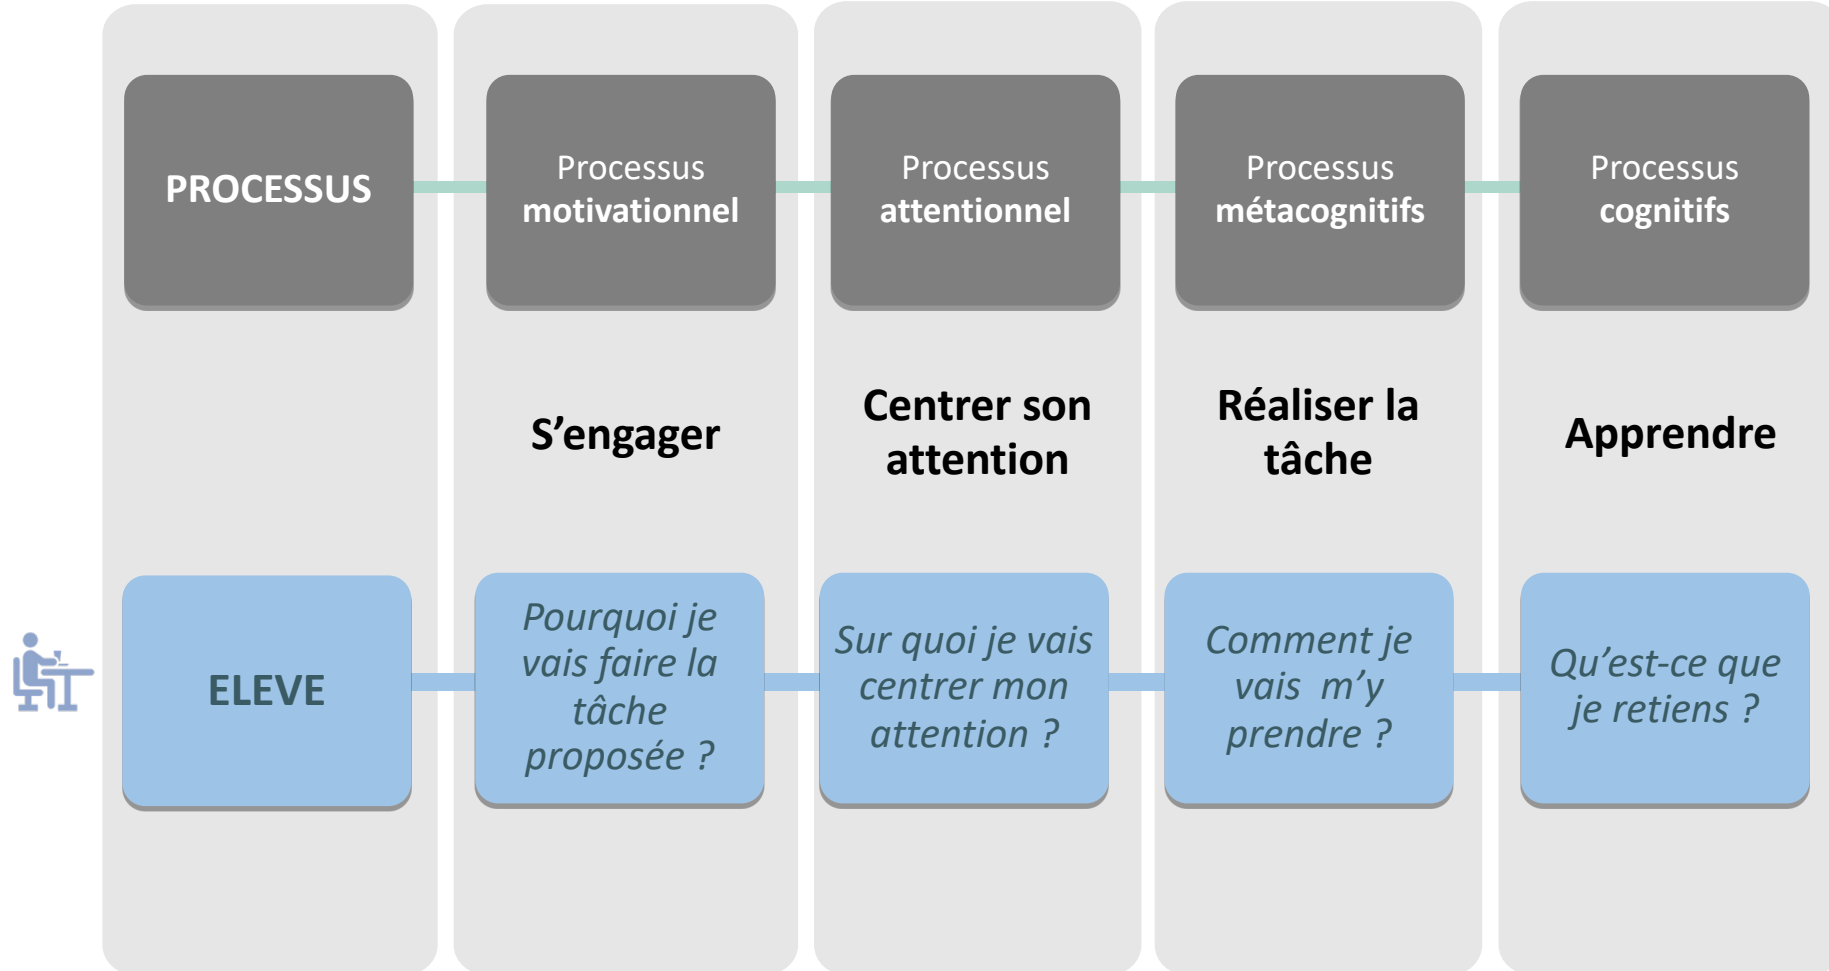 PROCESSUS
Processus
motivationnel
Processus
attentionnel
Processus
métacognitifs
Processus
cognitifs
S’engager
Centrer son
attention
Réaliser la
tâche
Apprendre
ELEVE
Pourquoi je
vais faire la
tâche
proposée ?
Sur quoi je vais
centrer mon
attention ?
Comment je
vais m’y
prendre ?
Qu’est-ce que
je retiens ?